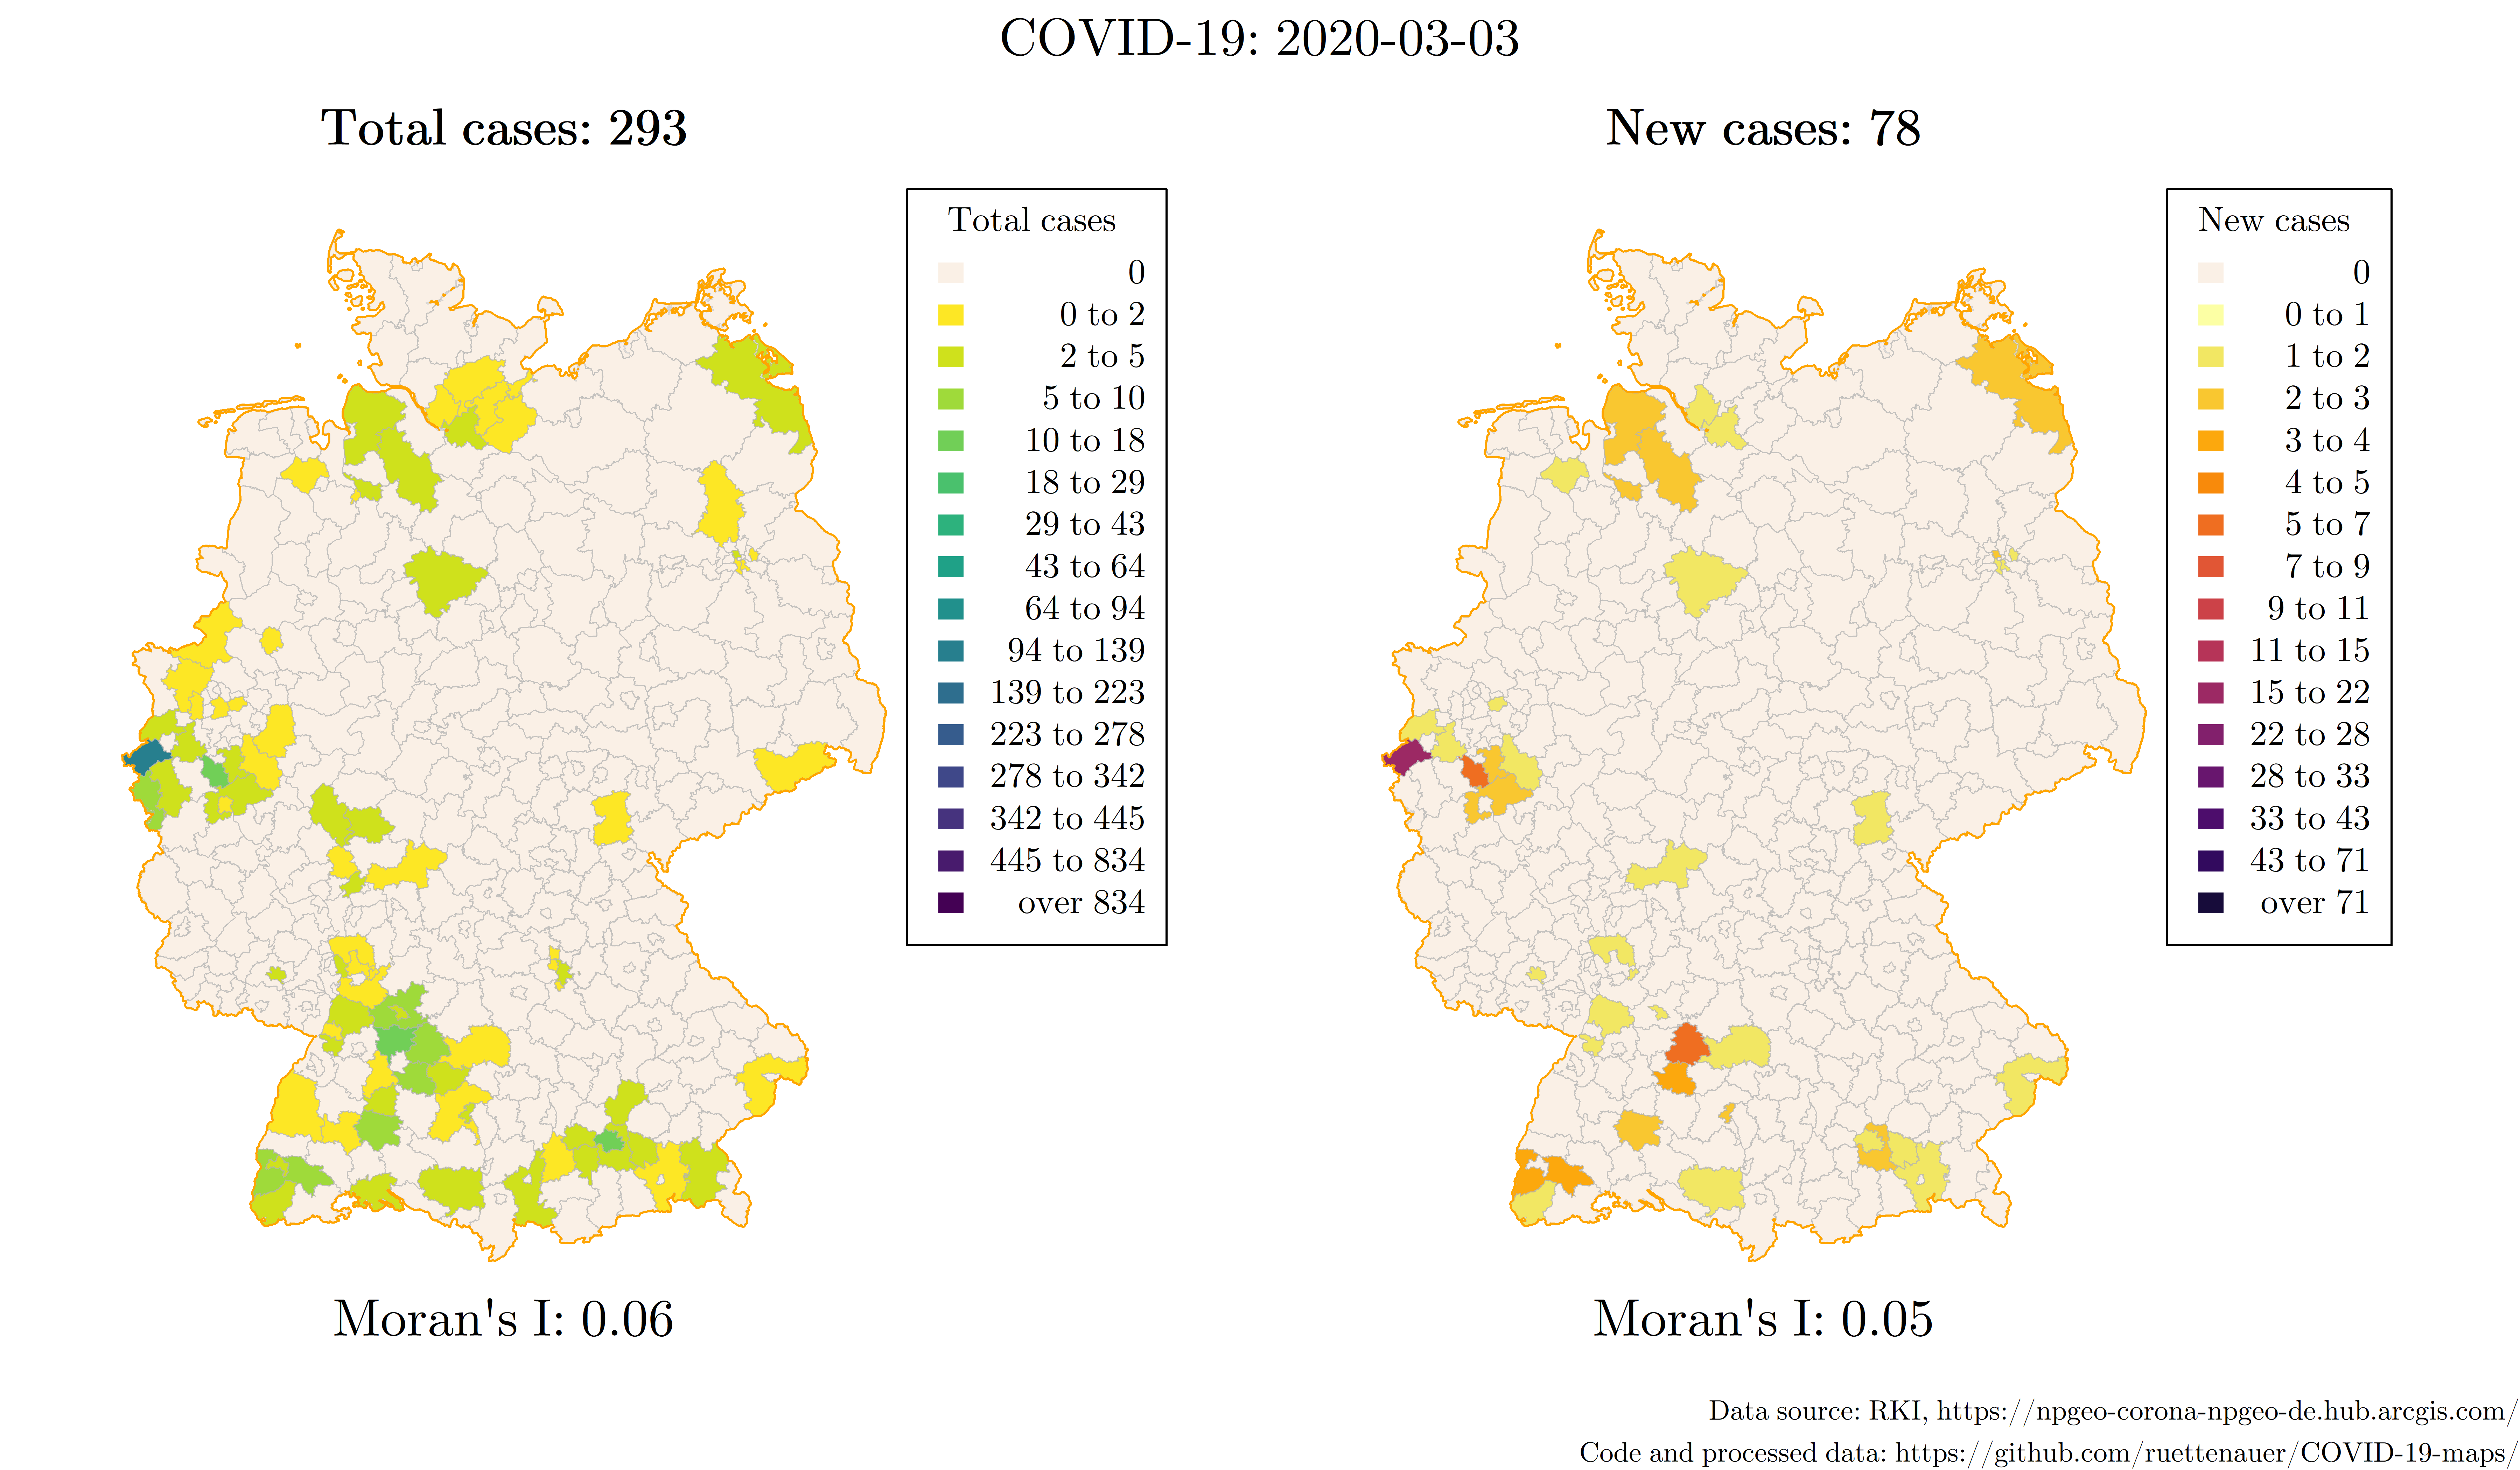 COVID-19: 2020-03-03
Total cases: 293
Total cases
0
0 to 2
2 to 5
5 to 10
10 to 18
18 to 29
29 to 43
43 to 64
64 to 94
94 to 139
139 to 223
223 to 278
278 to 342
342 to 445
445 to 834
over 834
Moran's I: 0.06
New cases: 78
New cases
0
0 to 1
1 to 2
2 to 3
3 to 4
4 to 5
5 to 7
7 to 9
9 to 11
11 to 15
15 to 22
22 to 28
28 to 33
33 to 43
43 to 71
over 71
Moran's I: 0.05
Data source: RKI, https://npgeo-corona-npgeo-de.hub.arcgis.com/
Code and processed data: https://github.com/ruettenauer/COVID-19-maps/